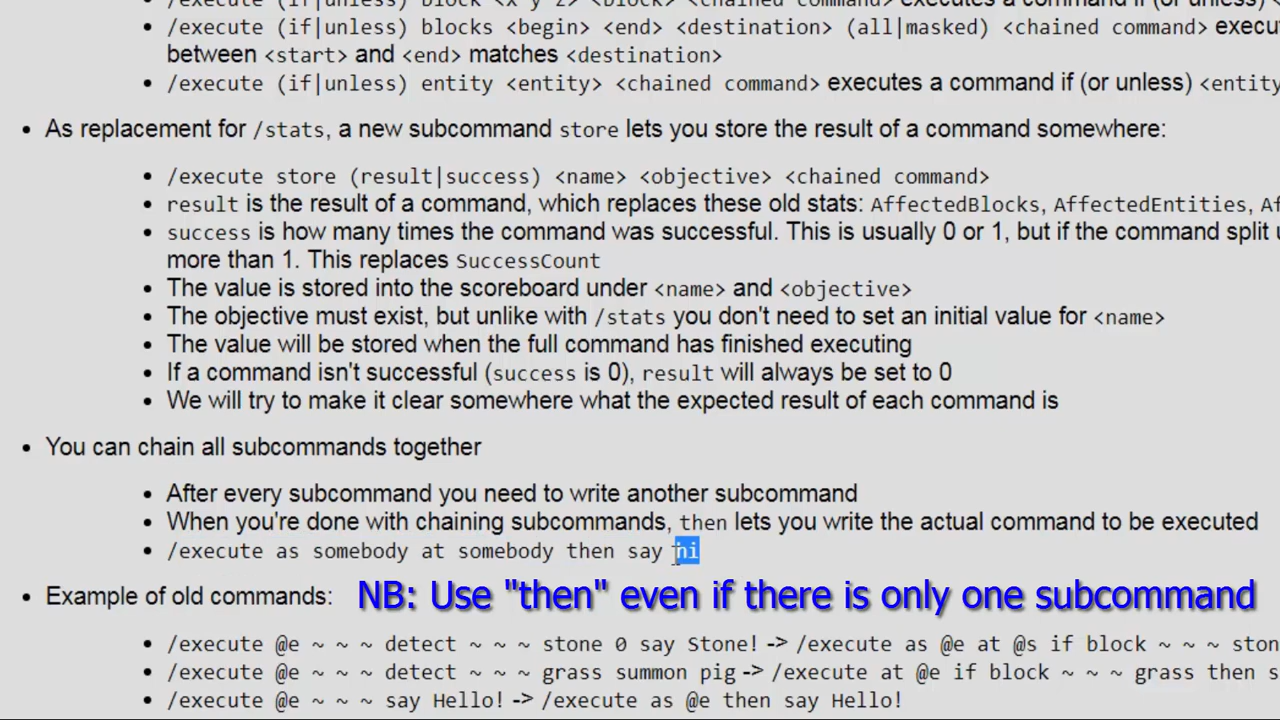 /execute (if|unless) block <x y z> <block> <chained command> executes a command if (or unless)
/execute (if|unless) blocks <begin> <end> <destination> (all|masked) <chained command>
between <start> and <end> matches <destination>
/execute (if|unless) entity <entity> <chained command> executes a command if (or unless) <entity
As replacement for /stats, a new subcommand store lets you store the result of a command somewhere:
/execute store (result|success) <name> <objective> <chained command>
result is the result of a command, which replaces these old stats: AffectedBlocks, AffectedEntities,
success is how many times the command was successful. This is usually 0 or 1, but if the command split
more than 1. This replaces SuccessCount
The value is stored into the scoreboard under <name> and <objective>
The objective must exist, but unlike with /stats you don't need to set an initial value for <name>
The value will be stored when the full command has finished executing
If a command isn't successful (success is 0), result will always be set to 0
We will try to make it clear somewhere what the expected result of each command is
You can chain all subcommands together
After every subcommand you need to write another subcommand
When you're done with chaining subcommands, then lets you write the actual command to be executed
/execute as somebody at somebody then say hi
Example of old commands: NB: Use "then" even if there is only one subcommand
/execute @e ~ ~ ~ detect ~ ~ ~ stone 0 say Stone! -> /execute as @e at @s if block ~ ~ ~ ston
/execute @e ~ ~ ~ detect ~ ~ ~ grass summon pig -> /execute at @e if block ~ ~ ~ grass then s
/execute @e ~ ~ ~ say Hello! -> /execute as @e then say Hello!